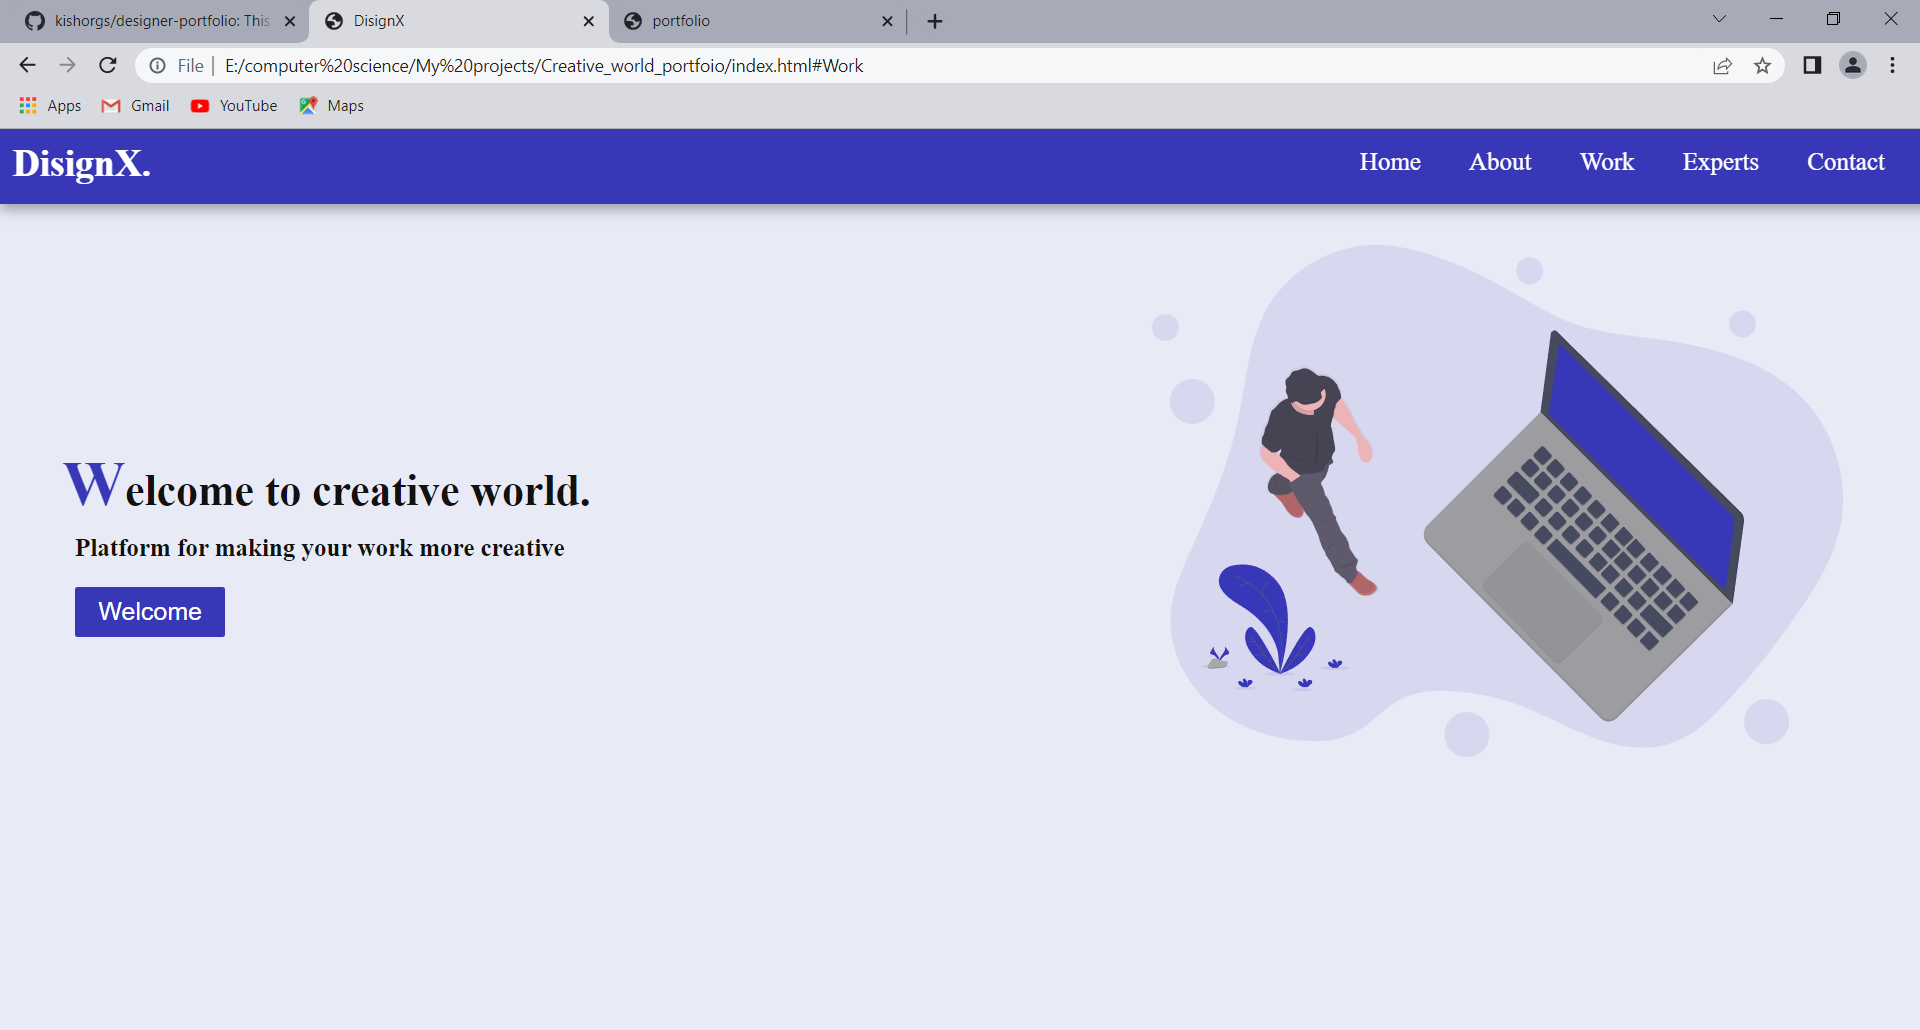 kishorgs/designer-portfolio: This
DisignX
portfolio
File | E:/computer%20science/My%20projects/Creative_world_portfoio/index.html#Work
Apps
Gmail
YouTube
Maps
DisignX.
Home
About
Work
Experts
Contact
Welcome to creative world.
Platform for making your work more creative
Welcome